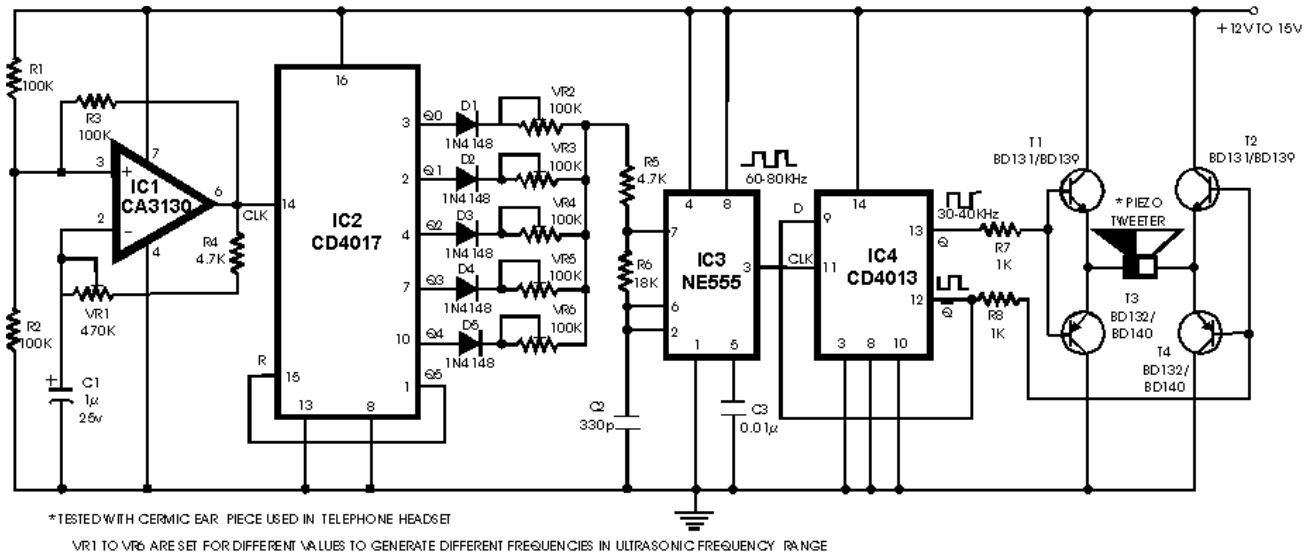 +12V TO 15V
R1
100K
R3
100K
3
+
7
IC1
CA3130
6
2
−
4
CLK
R4
4.7K
VR1
470K
R2
100K
+
C1
1µ
25v
16
14
IC2
CD4017
3
Q0
2
Q1
4
Q2
7
Q3
10
Q4
1
Q5
R
15
13
8
D1
1N4148
D2
1N4148
D3
1N4148
D4
1N4148
D5
1N4148
VR2
100K
VR3
100K
VR4
100K
VR5
100K
VR6
100K
R5
4.7K
R6
18K
C2
330p
4
8
7
IC3
NE555
3
6
2
1
5
C3
0.01µ
60-80KHz
D
9
14
CLK
11
IC4
CD4013
13
Q
12
Q̅
3
8
10
30-40KHz
R7
1K
R8
1K
T1
BD131/BD139
T2
BD131/BD139
* PIEZO
TWEETER
T3
BD132/
BD140
T4
BD132/
BD140
*TESTED WITH CERMIC EAR PIECE USED IN TELEPHONE HEADSET
VR1 TO VR6 ARE SET FOR DIFFERENT VALUES TO GENERATE DIFFERENT FREQUENCIES IN ULTRASONIC FREQUENCY RANGE